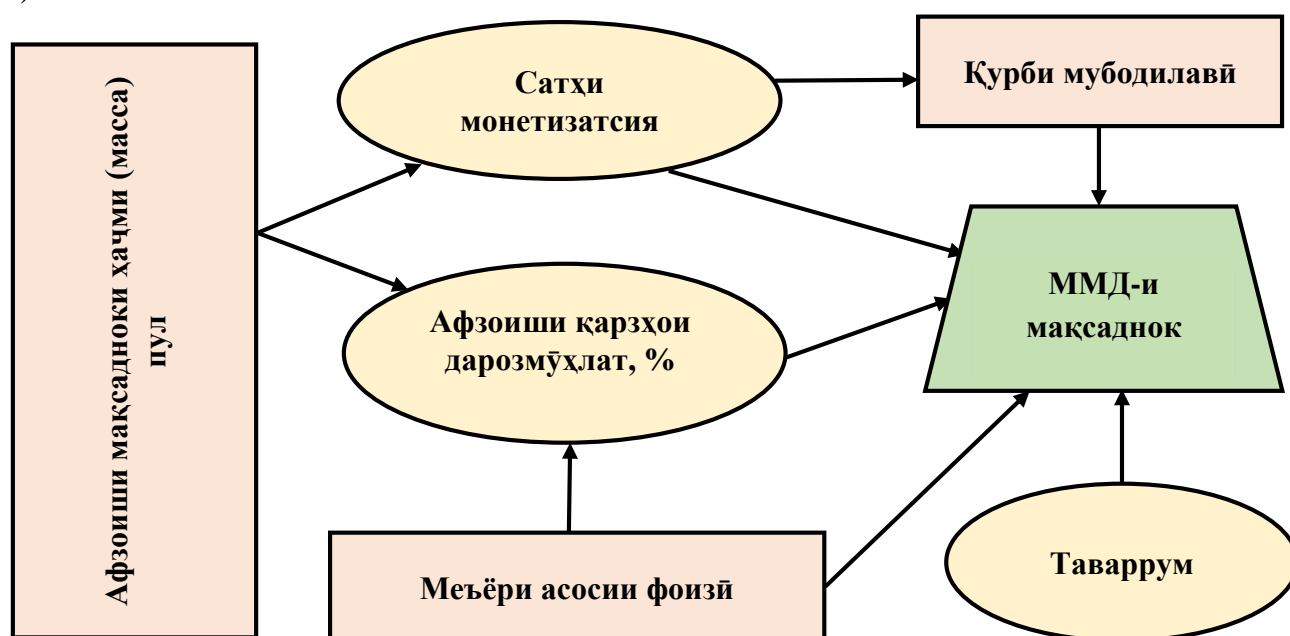 )
Афзоиши мақсадноки ҳаҷми (масса)
пул
Сатҳи
монетизатсия
Қурби мубодилавӣ
Афзоиши қарзҳои
дарозмӯҳлат, %
ММД-и
мақсаднок
Меъёри асосии фоизӣ
Таваррум